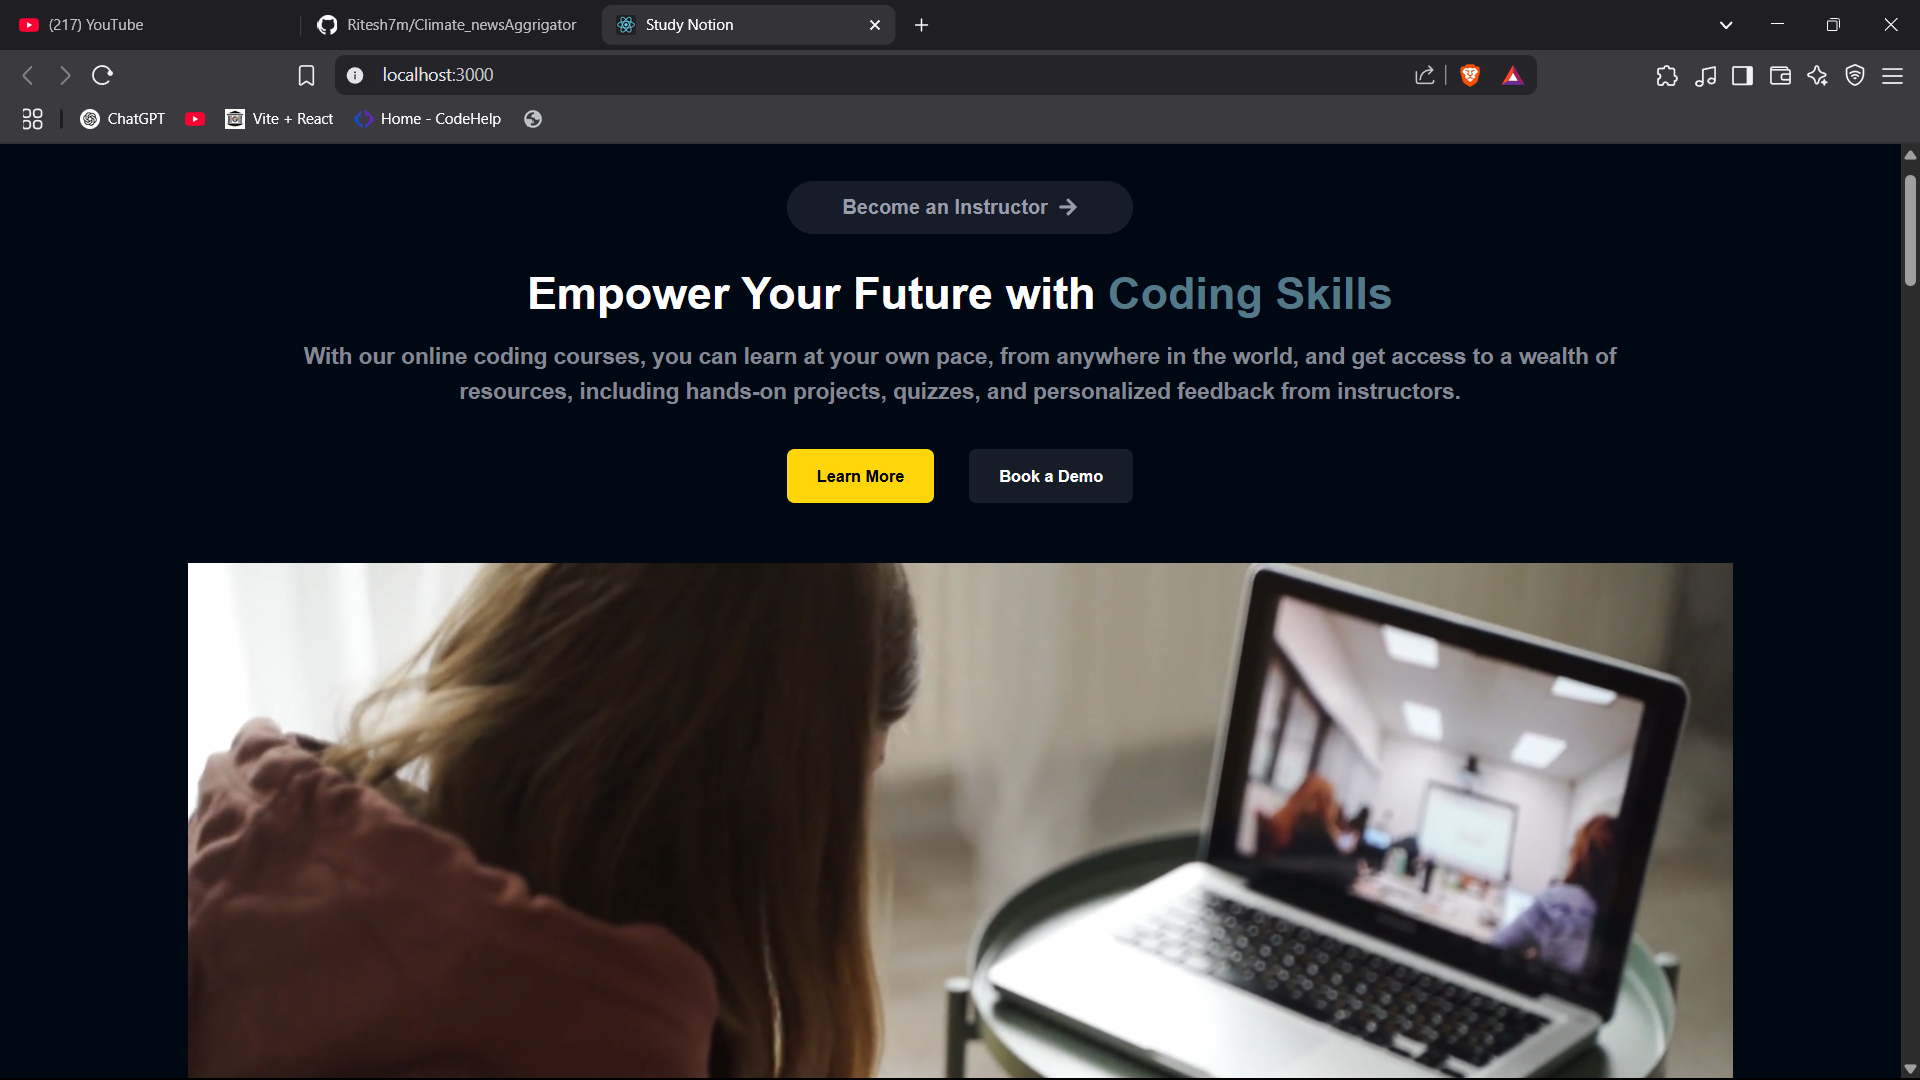 (217) YouTube
Ritesh7m/Climate_newsAggrigator
Study Notion
localhost:3000
ChatGPT
Vite + React
Home - CodeHelp
Become an Instructor
Empower Your Future with Coding Skills
With our online coding courses, you can learn at your own pace, from anywhere in the world, and get access to a wealth of
resources, including hands-on projects, quizzes, and personalized feedback from instructors.
Learn More
Book a Demo